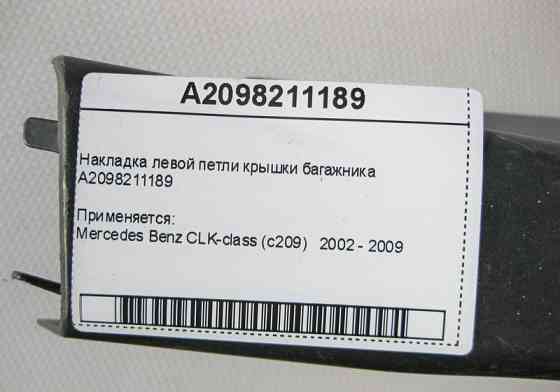 A2098211189
Накладка левой петли крышки багажника
A2098211189
Применяется:
Mercedes Benz CLK-class (c209) 2002 - 2009